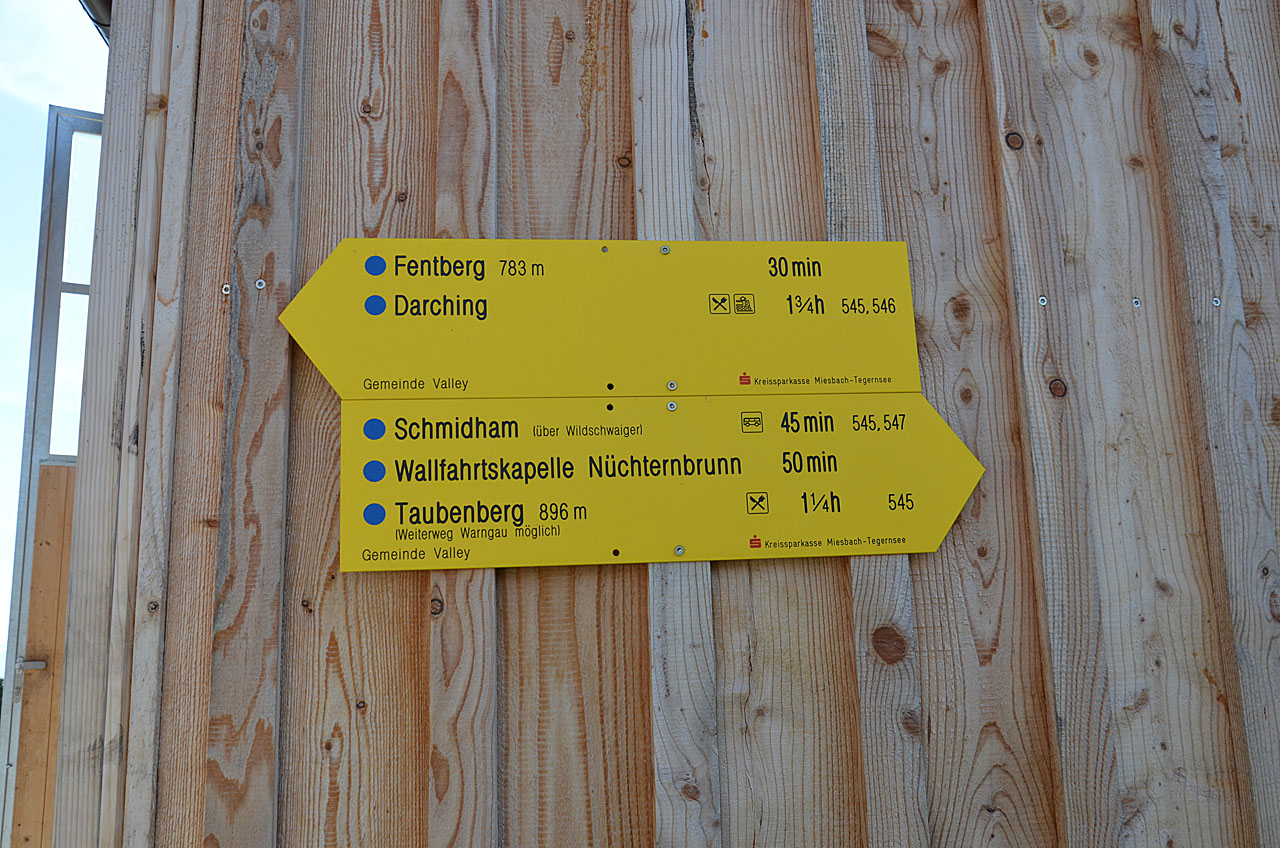 Fentberg 783 m 30 min
Darching 1¾h 545, 546
Gemeinde Valley Kreissparkasse Miesbach-Tegernsee
Schmidham (über Wildschwaiger) 45 min 545, 547
Wallfahrtskapelle Nüchternbrunn 50 min
Taubenberg 896 m 1¼h 545
(Weiterweg Warngau möglich)
Gemeinde Valley Kreissparkasse Miesbach-Tegernsee